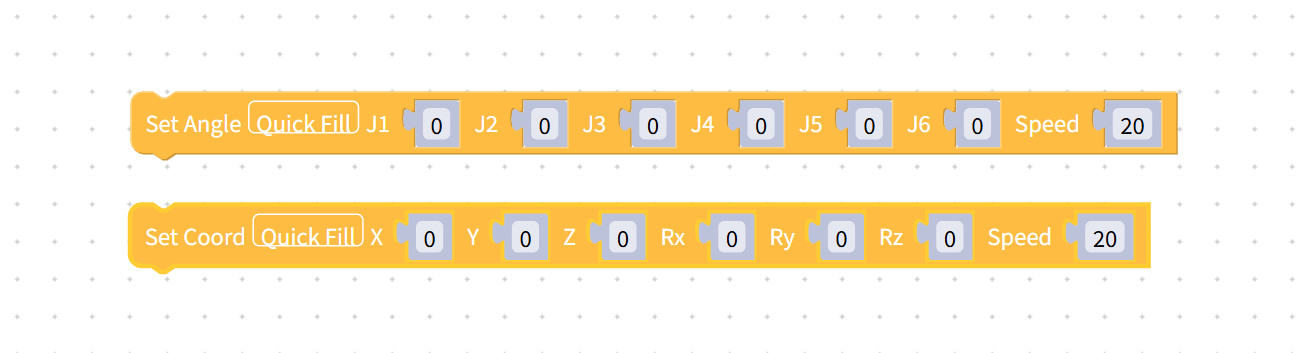 Set Angle Quick Fill J1 0 J2 0 J3 0 J4 0 J5 0 J6 0 Speed 20
Set Coord Quick Fill X 0 Y 0 Z 0 Rx 0 Ry 0 Rz 0 Speed 20